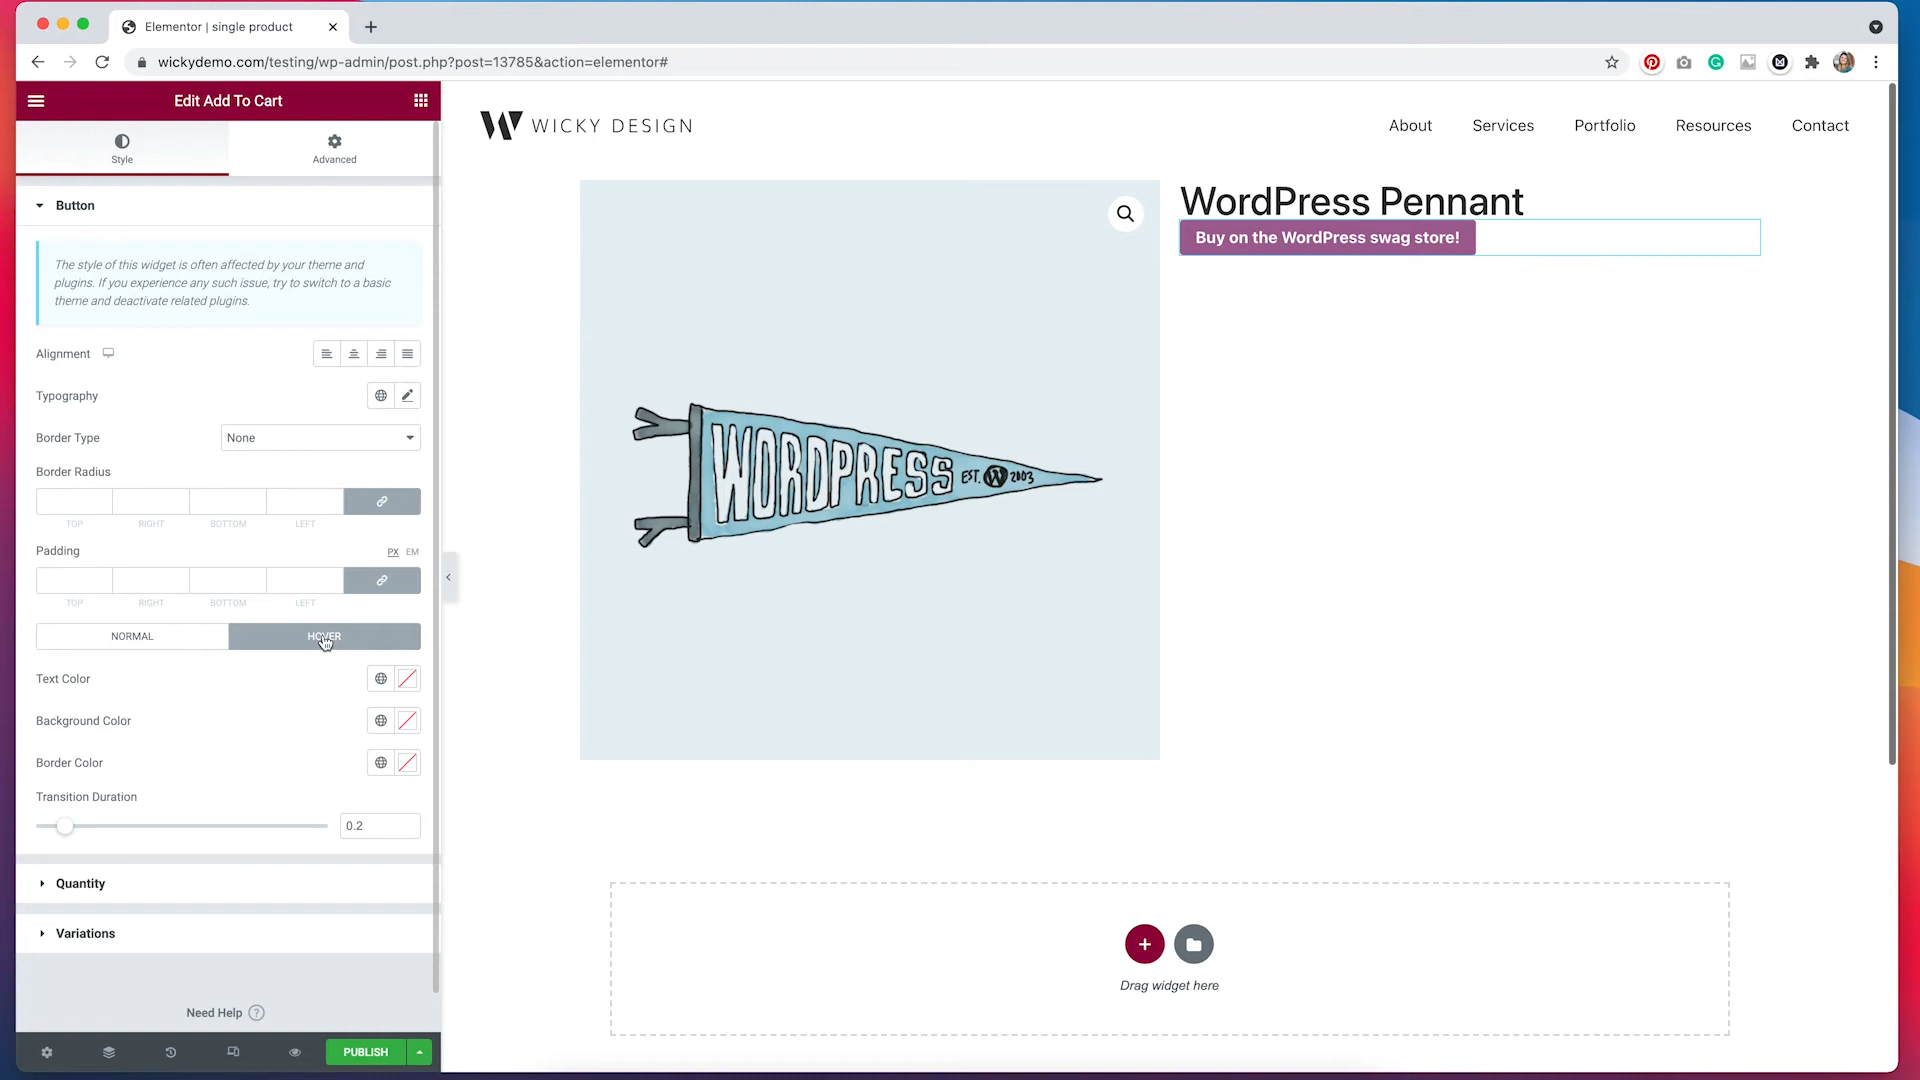 Elementor | single product
wickydemo.com/testing/wp-admin/post.php?post=13785&action=elementor#
Edit Add To Cart
Style
Advanced
Button
The style of this widget is often affected by your theme and
plugins. If you experience any such issue, try to switch to a basic
theme and deactivate related plugins.
Alignment
Typography
Border Type
None
Border Radius
TOP RIGHT BOTTOM LEFT
Padding
PX EM
TOP RIGHT BOTTOM LEFT
NORMAL
HOVER
Text Color
Background Color
Border Color
Transition Duration
0.2
Quantity
Variations
Need Help ?
PUBLISH
WICKY DESIGN
About Services Portfolio Resources Contact
WordPress Pennant
Buy on the WordPress swag store!
WORDPRESS EST. W 2003
Drag widget here